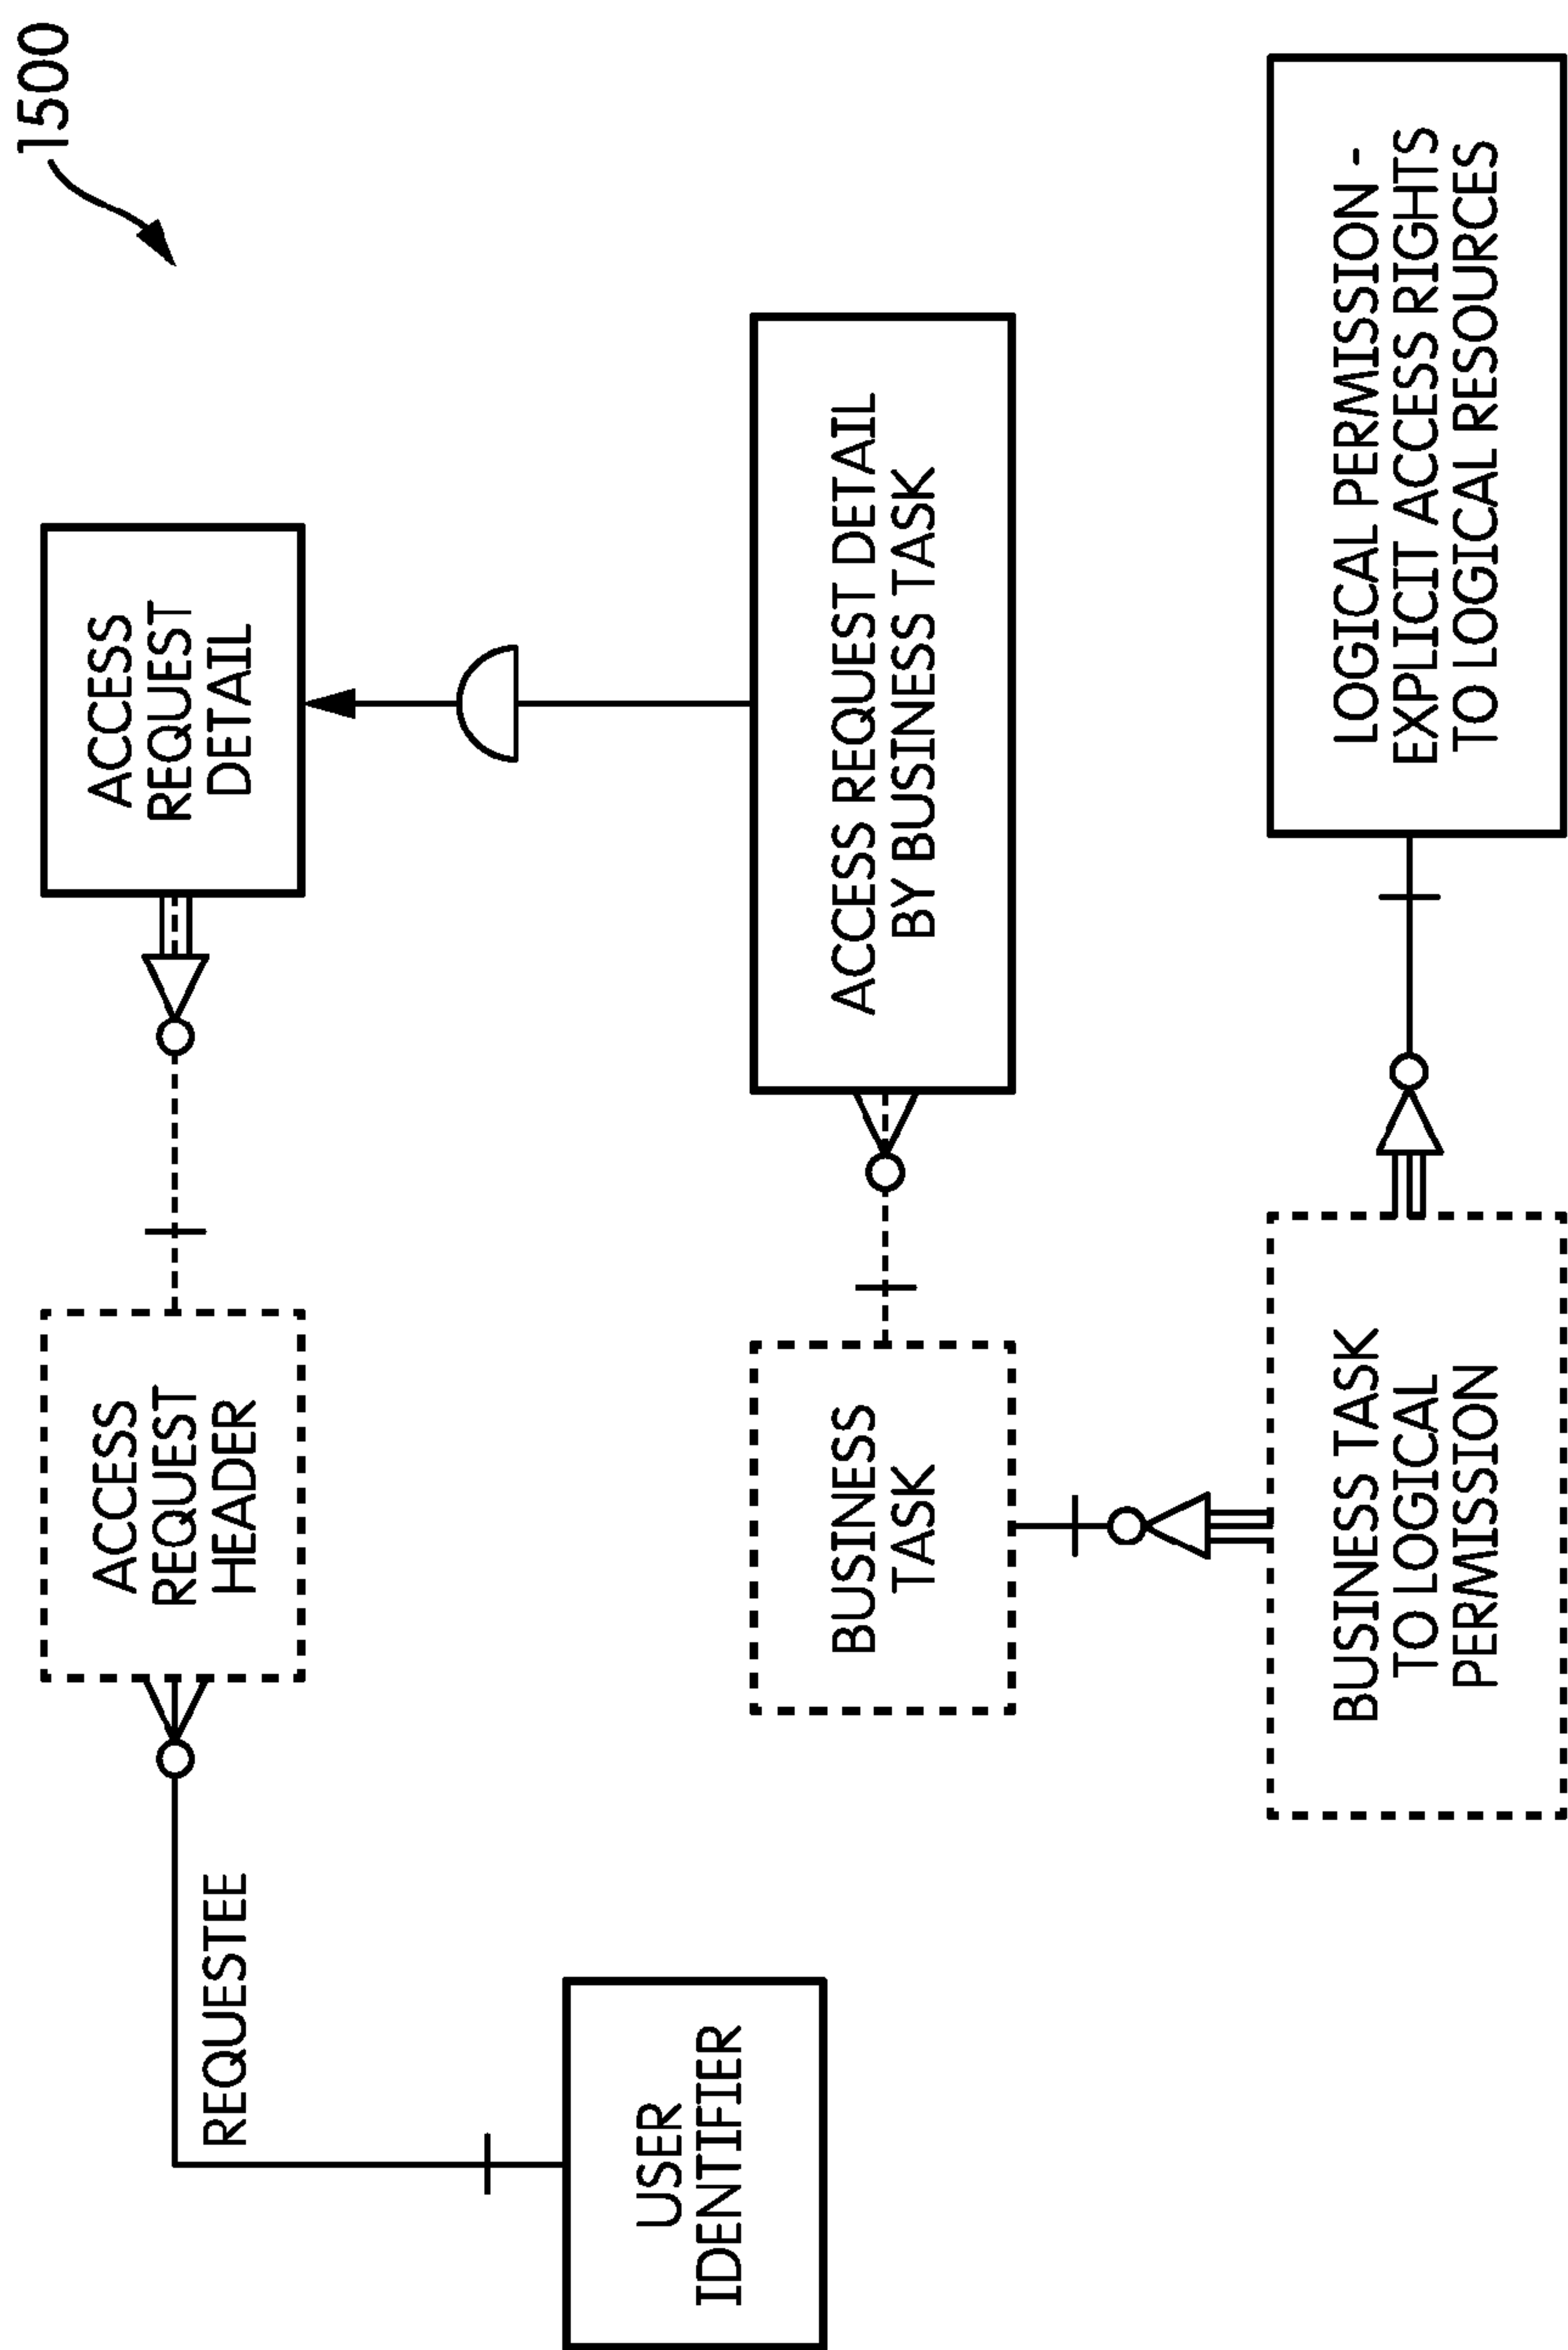 1500
REQUESTEE
ACCESS
REQUEST
HEADER
ACCESS
REQUEST
DETAIL
USER
IDENTIFIER
BUSINESS
TASK
ACCESS REQUEST DETAIL
BY BUSINESS TASK
BUSINESS TASK
TO LOGICAL
PERMISSION
LOGICAL PERMISSION -
EXPLICIT ACCESS RIGHTS
TO LOGICAL RESOURCES